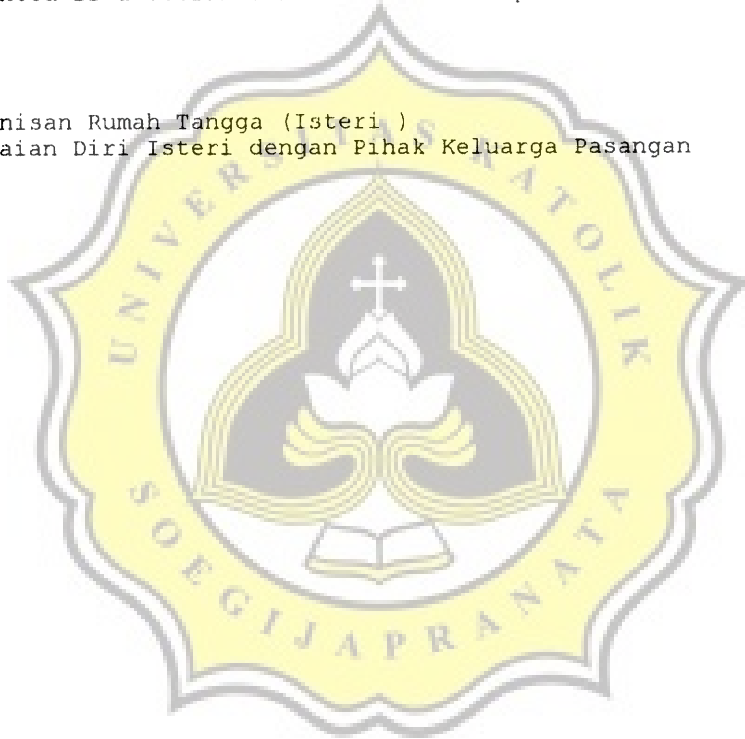 nisan Rumah Tangga (Isteri )
aian Diri Isteri dengan Pihak Keluarga Pasangan
UNIVERSITAS KATOLIK
SOEGIJAPRANATA